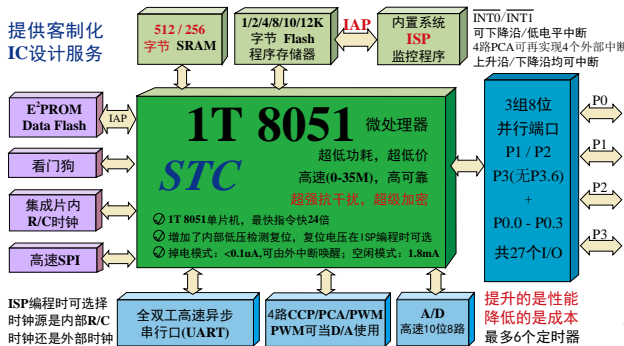 提供客制化
IC设计服务
512 / 256
字节 SRAM
1/2/4/8/10/12K
字节 Flash
程序存储器
IAP
内置系统
ISP
监控程序
INT0/INT1
可下降沿/低电平中断
4路PCA可再实现4个外部中断
上升沿/下降沿均可中断
E²PROM
Data Flash
IAP
看门狗
集成片内
R/C时钟
高速SPI
1T 8051 微处理器
STC
超低功耗，超低价
高速(0-35M)，高可靠
超强抗干扰，超级加密
1T 8051单片机，最快指令快24倍
增加了内部低压检测复位，复位电压在ISP编程时可选
掉电模式：<0.1uA,可由外中断唤醒；空闲模式：1.8mA
3组8位
并行端口
P1 / P2
P3(无P3.6)
+
P0.0 - P0.3
共27个I/O
P0
P1
P2
P3
ISP编程时可选择
时钟源是内部R/C
时钟还是外部时钟
全双工高速异步
串行口(UART)
4路CCP/PCA/PWM
PWM可当D/A使用
A/D
高速10位8路
提升的是性能
降低的是成本
最多6个定时器